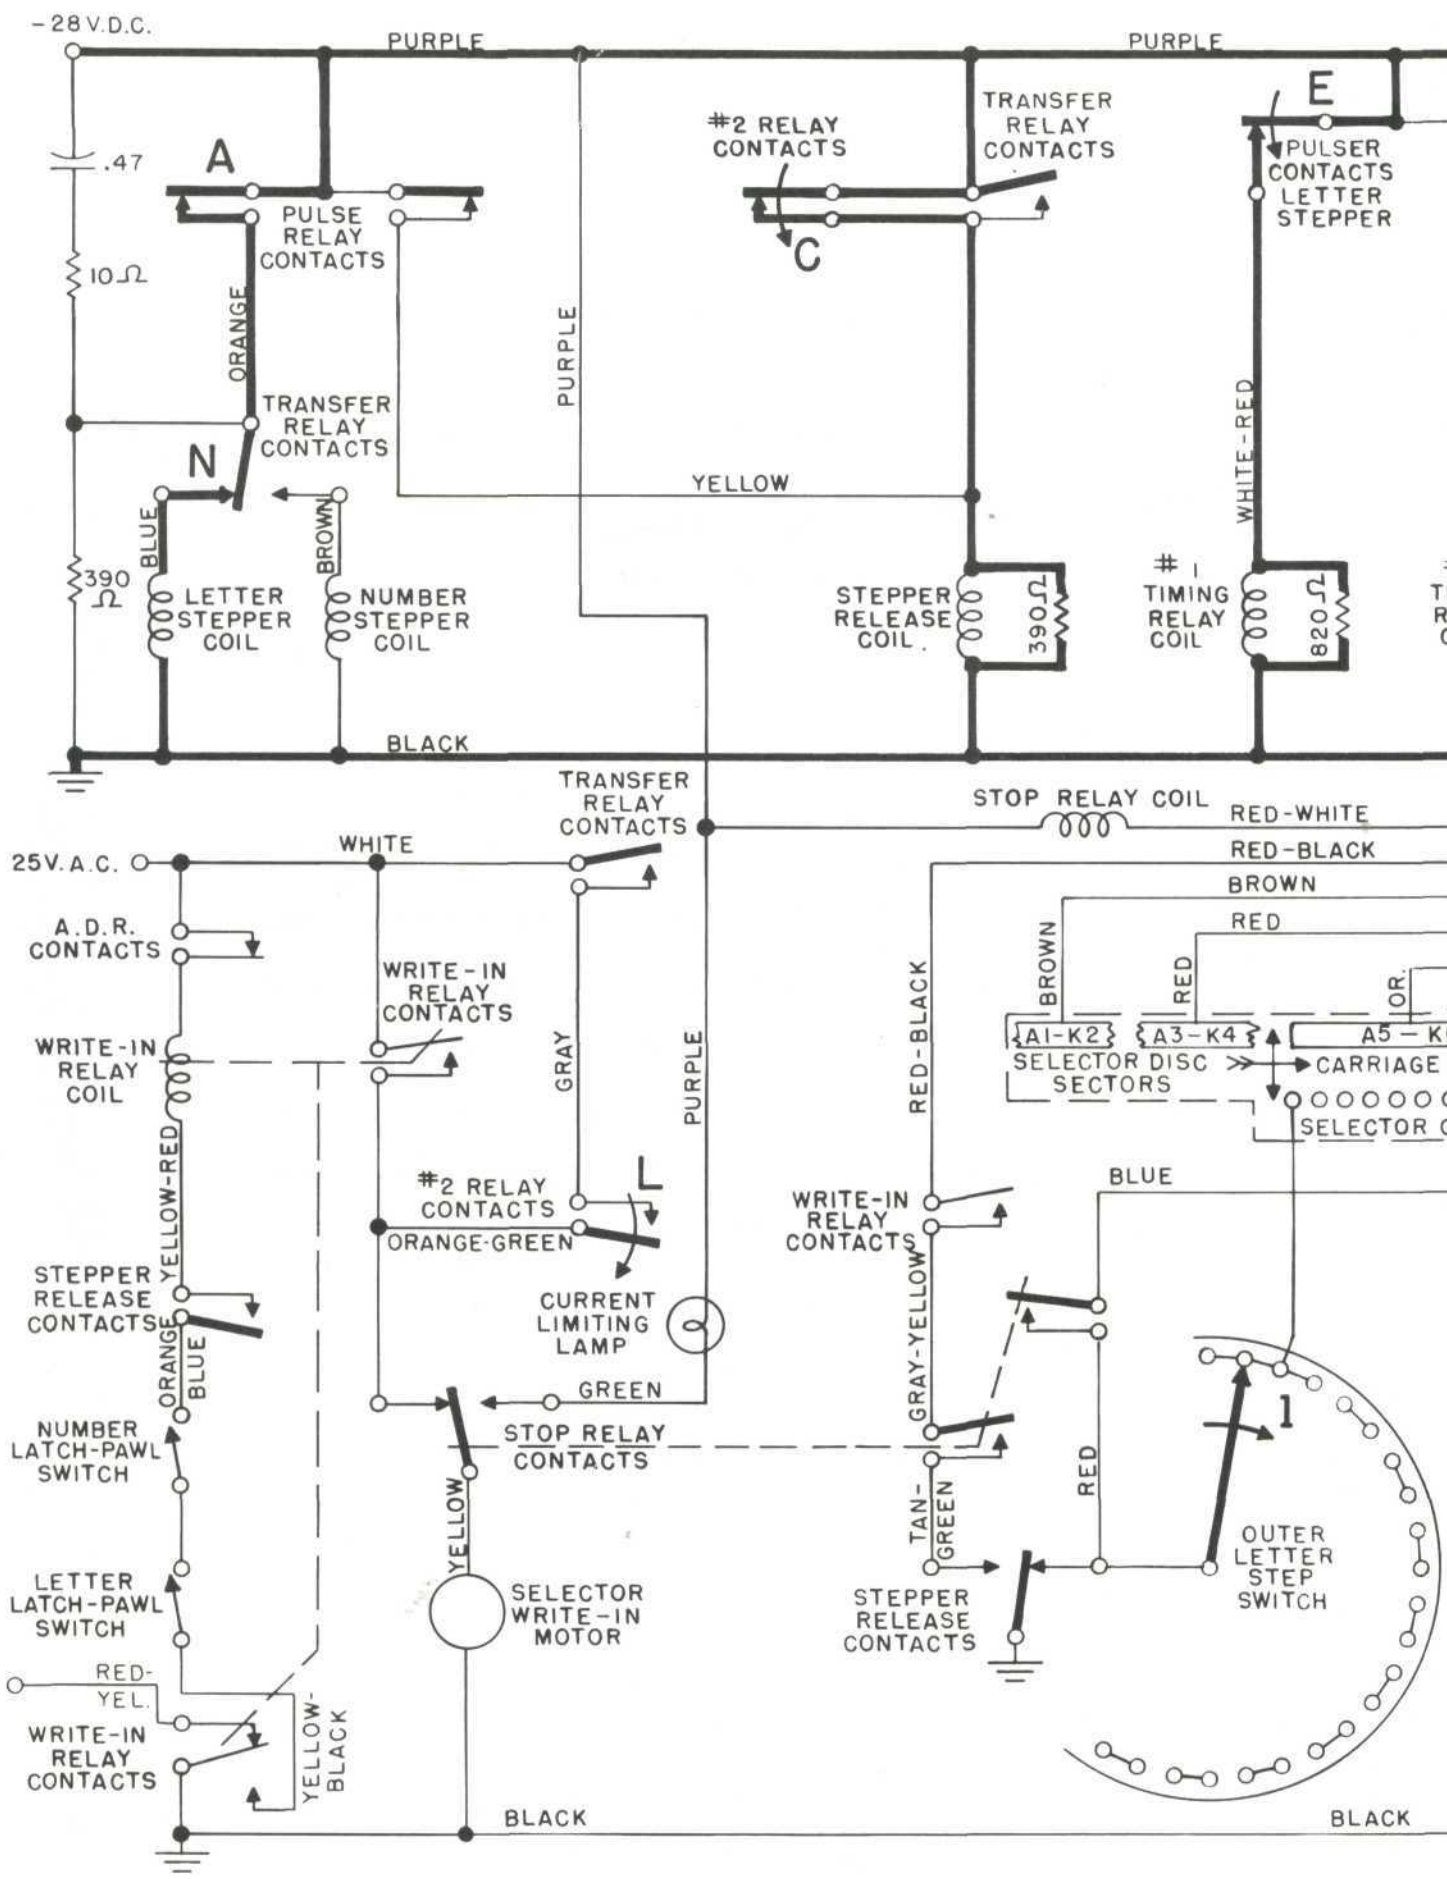 -28 V.D.C.
PURPLE
PURPLE
E
TRANSFER
RELAY
CONTACTS
#2 RELAY
CONTACTS
A
.47
PULSER
CONTACTS
LETTER
STEPPER
PULSE
RELAY
CONTACTS
C
10Ω
ORANGE
PURPLE
TRANSFER
RELAY
CONTACTS
WHITE-RED
N
YELLOW
BLUE
BROWN
390
Ω
LETTER
STEPPER
COIL
NUMBER
STEPPER
COIL
STEPPER
RELEASE
COIL
390Ω
# 1
TIMING
RELAY
COIL
820Ω
BLACK
TRANSFER
RELAY
CONTACTS
STOP RELAY COIL
RED-WHITE
WHITE
25V.A.C.
RED-BLACK
BROWN
RED
A.D.R.
CONTACTS
WRITE-IN
RELAY
CONTACTS
RED-BLACK
BROWN
RED
OR.
GRAY
PURPLE
WRITE-IN
RELAY
COIL
A1-K2
A3-K4
A5 - K
SELECTOR DISC
SECTORS
CARRIAGE
SELECTOR
YELLOW-RED
#2 RELAY
CONTACTS
L
ORANGE-GREEN
BLUE
WRITE-IN
RELAY
CONTACTS
STEPPER
RELEASE
CONTACTS
CURRENT
LIMITING
LAMP
GRAY-YELLOW
ORANGE
BLUE
GREEN
1
NUMBER
LATCH-PAWL
SWITCH
STOP RELAY
CONTACTS
YELLOW
TAN-
GREEN
RED
OUTER
LETTER
STEP
SWITCH
LETTER
LATCH-PAWL
SWITCH
SELECTOR
WRITE-IN
MOTOR
STEPPER
RELEASE
CONTACTS
RED-
YEL.
WRITE-IN
RELAY
CONTACTS
YELLOW-
BLACK
BLACK
BLACK